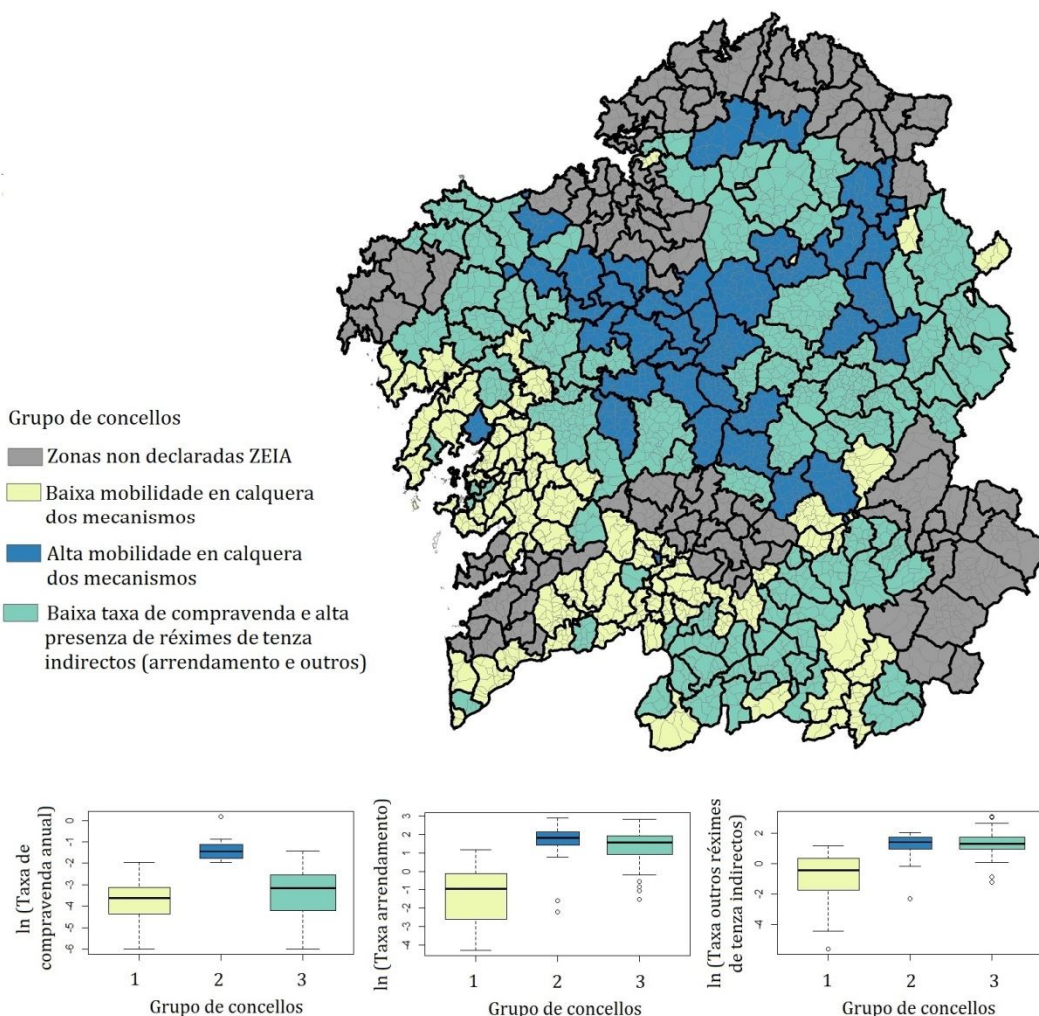 Grupo de concellos
Zonas non declaradas ZEIA
Baixa mobilidade en calquera
dos mecanismos
Alta mobilidade en calquera
dos mecanismos
Baixa taxa de compravenda e alta
presenza de réximes de tenza
indirectos (arrendamento e outros)
ln (Taxa de
compravenda anual)
0
-1
-2
-3
-4
-5
-6
1
2
3
Grupo de concellos
ln (Taxa arrendamento)
3
2
1
0
-1
-2
-3
-4
1
2
3
Grupo de concellos
ln (Taxa outros réximes
de tenza indirectos)
2
0
-2
-4
1
2
3
Grupo de concellos